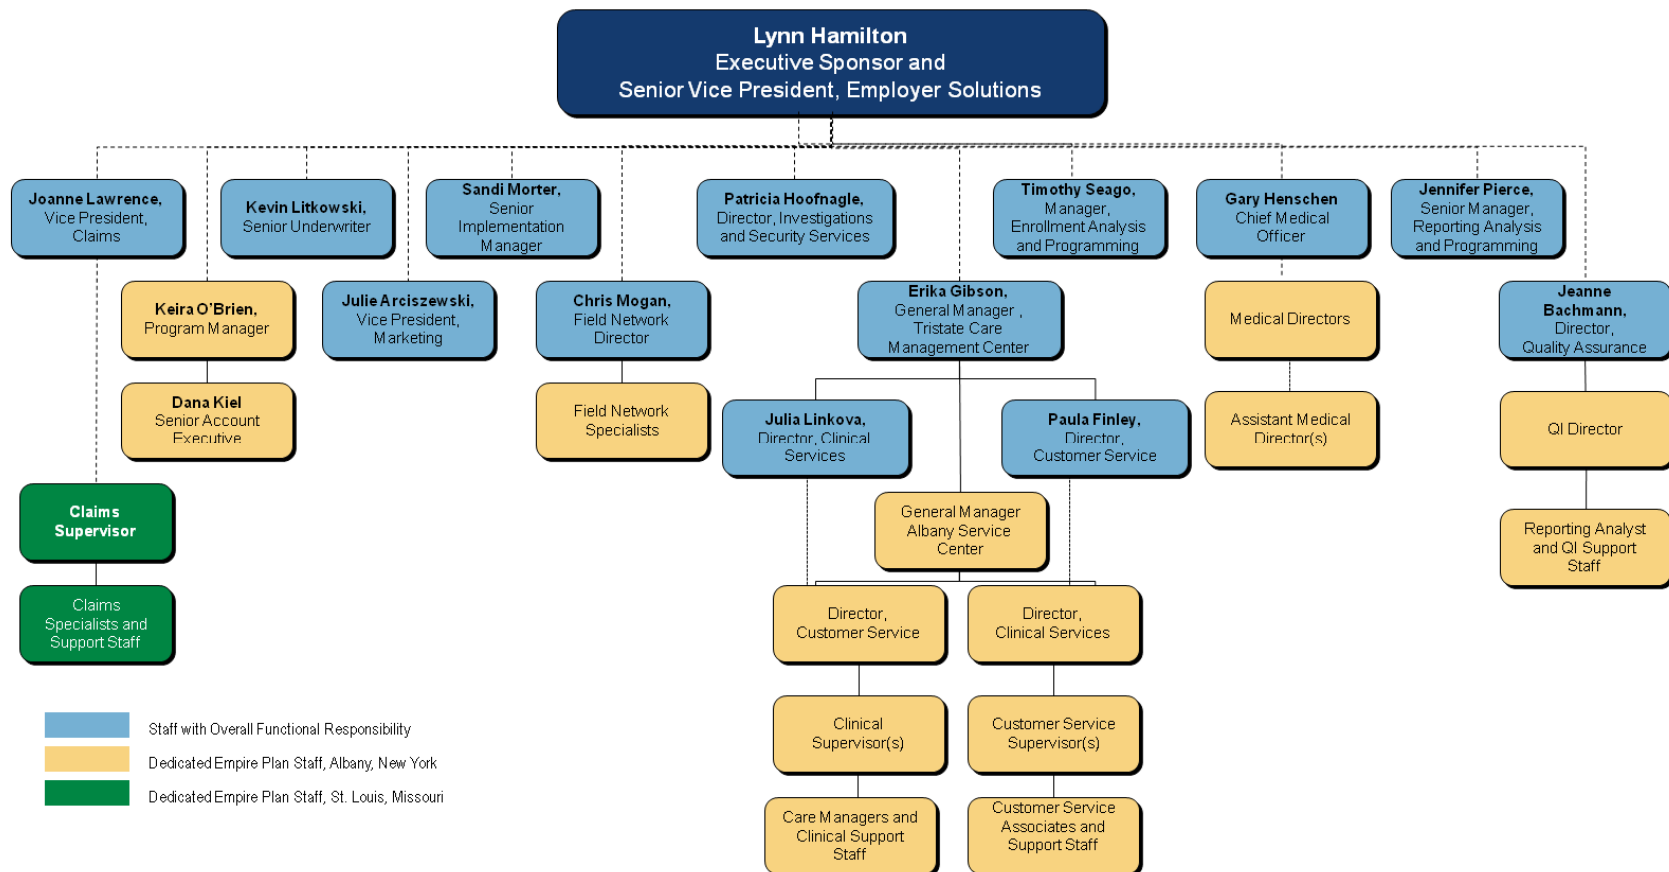 Lynn Hamilton
Executive Sponsor and
Senior Vice President, Employer Solutions
Joanne Lawrence,
Vice President,
Claims
Kevin Litkowski,
Senior Underwriter
Sandi Morter,
Senior
Implementation
Manager
Patricia Hoofnagle,
Director, Investigations
and Security Services
Timothy Seago,
Manager,
Enrollment Analysis
and Programming
Gary Henschen
Chief Medical
Officer
Jennifer Pierce,
Senior Manager,
Reporting Analysis
and Programming
Keira O'Brien,
Program Manager
Julie Arciszewski,
Vice President,
Marketing
Chris Mogan,
Field Network
Director
Erika Gibson,
General Manager ,
Tristate Care
Management Center
Medical Directors
Jeanne
Bachmann,
Director,
Quality Assurance
Dana Kiel
Senior Account
Executive
Field Network
Specialists
Julia Linkova,
Director, Clinical
Services
Paula Finley,
Director,
Customer Service
Assistant Medical
Director(s)
QI Director
Claims
Supervisor
General Manager
Albany Service
Center
Reporting Analyst
and QI Support
Staff
Claims
Specialists and
Support Staff
Director,
Customer Service
Director,
Clinical Services
Clinical
Supervisor(s)
Customer Service
Supervisor(s)
Care Managers and
Clinical Support
Staff
Customer Service
Associates and
Support Staff
Staff with Overall Functional Responsibility
Dedicated Empire Plan Staff, Albany, New York
Dedicated Empire Plan Staff, St. Louis, Missouri